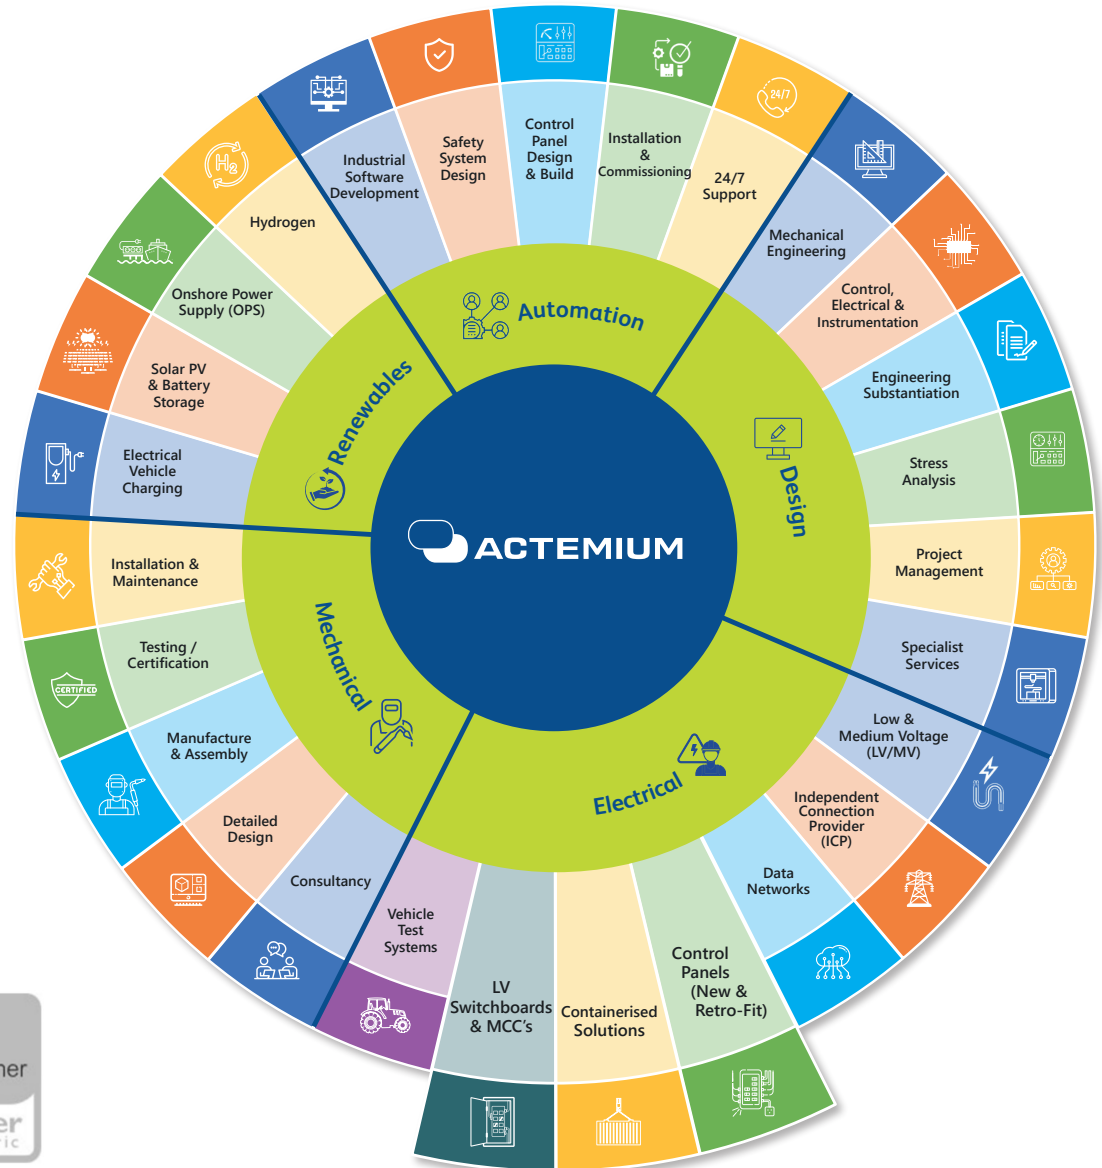 ACTEMIUM
Automation
Industrial
Software
Development
Safety
System
Design
Control
Panel
Design
& Build
Installation
&
Commissioning
24/7
24/7
Support
Design
Mechanical
Engineering
Control,
Electrical &
Instrumentation
Engineering
Substantiation
Stress
Analysis
Project
Management
Specialist
Services
Electrical
Low &
Medium Voltage
(LV/MV)
Independent
Connection
Provider
(ICP)
Data
Networks
Control
Panels
(New &
Retro-Fit)
Containerised
Solutions
LV
Switchboards
& MCC's
Vehicle
Test
Systems
Mechanical
Consultancy
Detailed
Design
Manufacture
& Assembly
Testing /
Certification
CERTIFIED
Installation &
Maintenance
Renewables
Electrical
Vehicle
Charging
Solar PV
& Battery
Storage
Onshore Power
Supply (OPS)
Hydrogen
H2